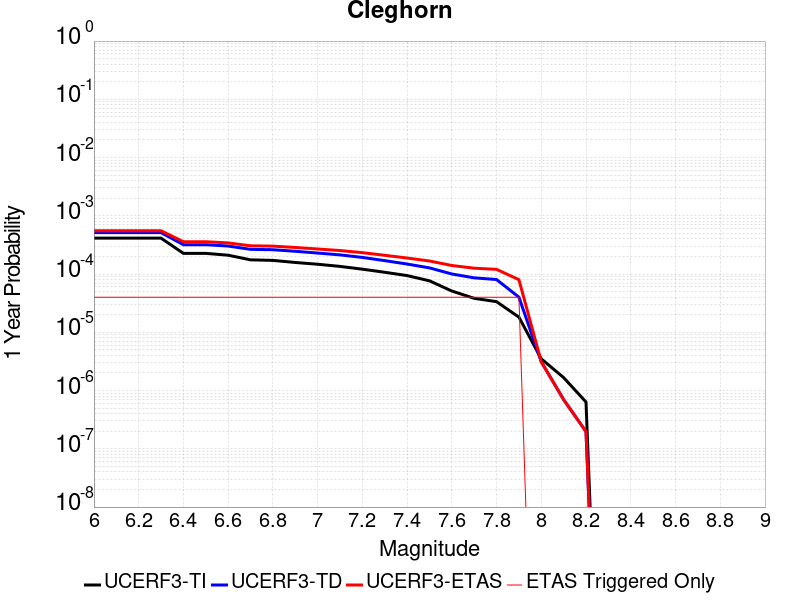 Cleghorn
10^0
10^-1
10^-2
10^-3
10^-4
10^-5
10^-6
10^-7
10^-8
1 Year Probability
6 6.2 6.4 6.6 6.8 7 7.2 7.4 7.6 7.8 8 8.2 8.4 8.6 8.8 9
Magnitude
UCERF3-TI UCERF3-TD UCERF3-ETAS ETAS Triggered Only